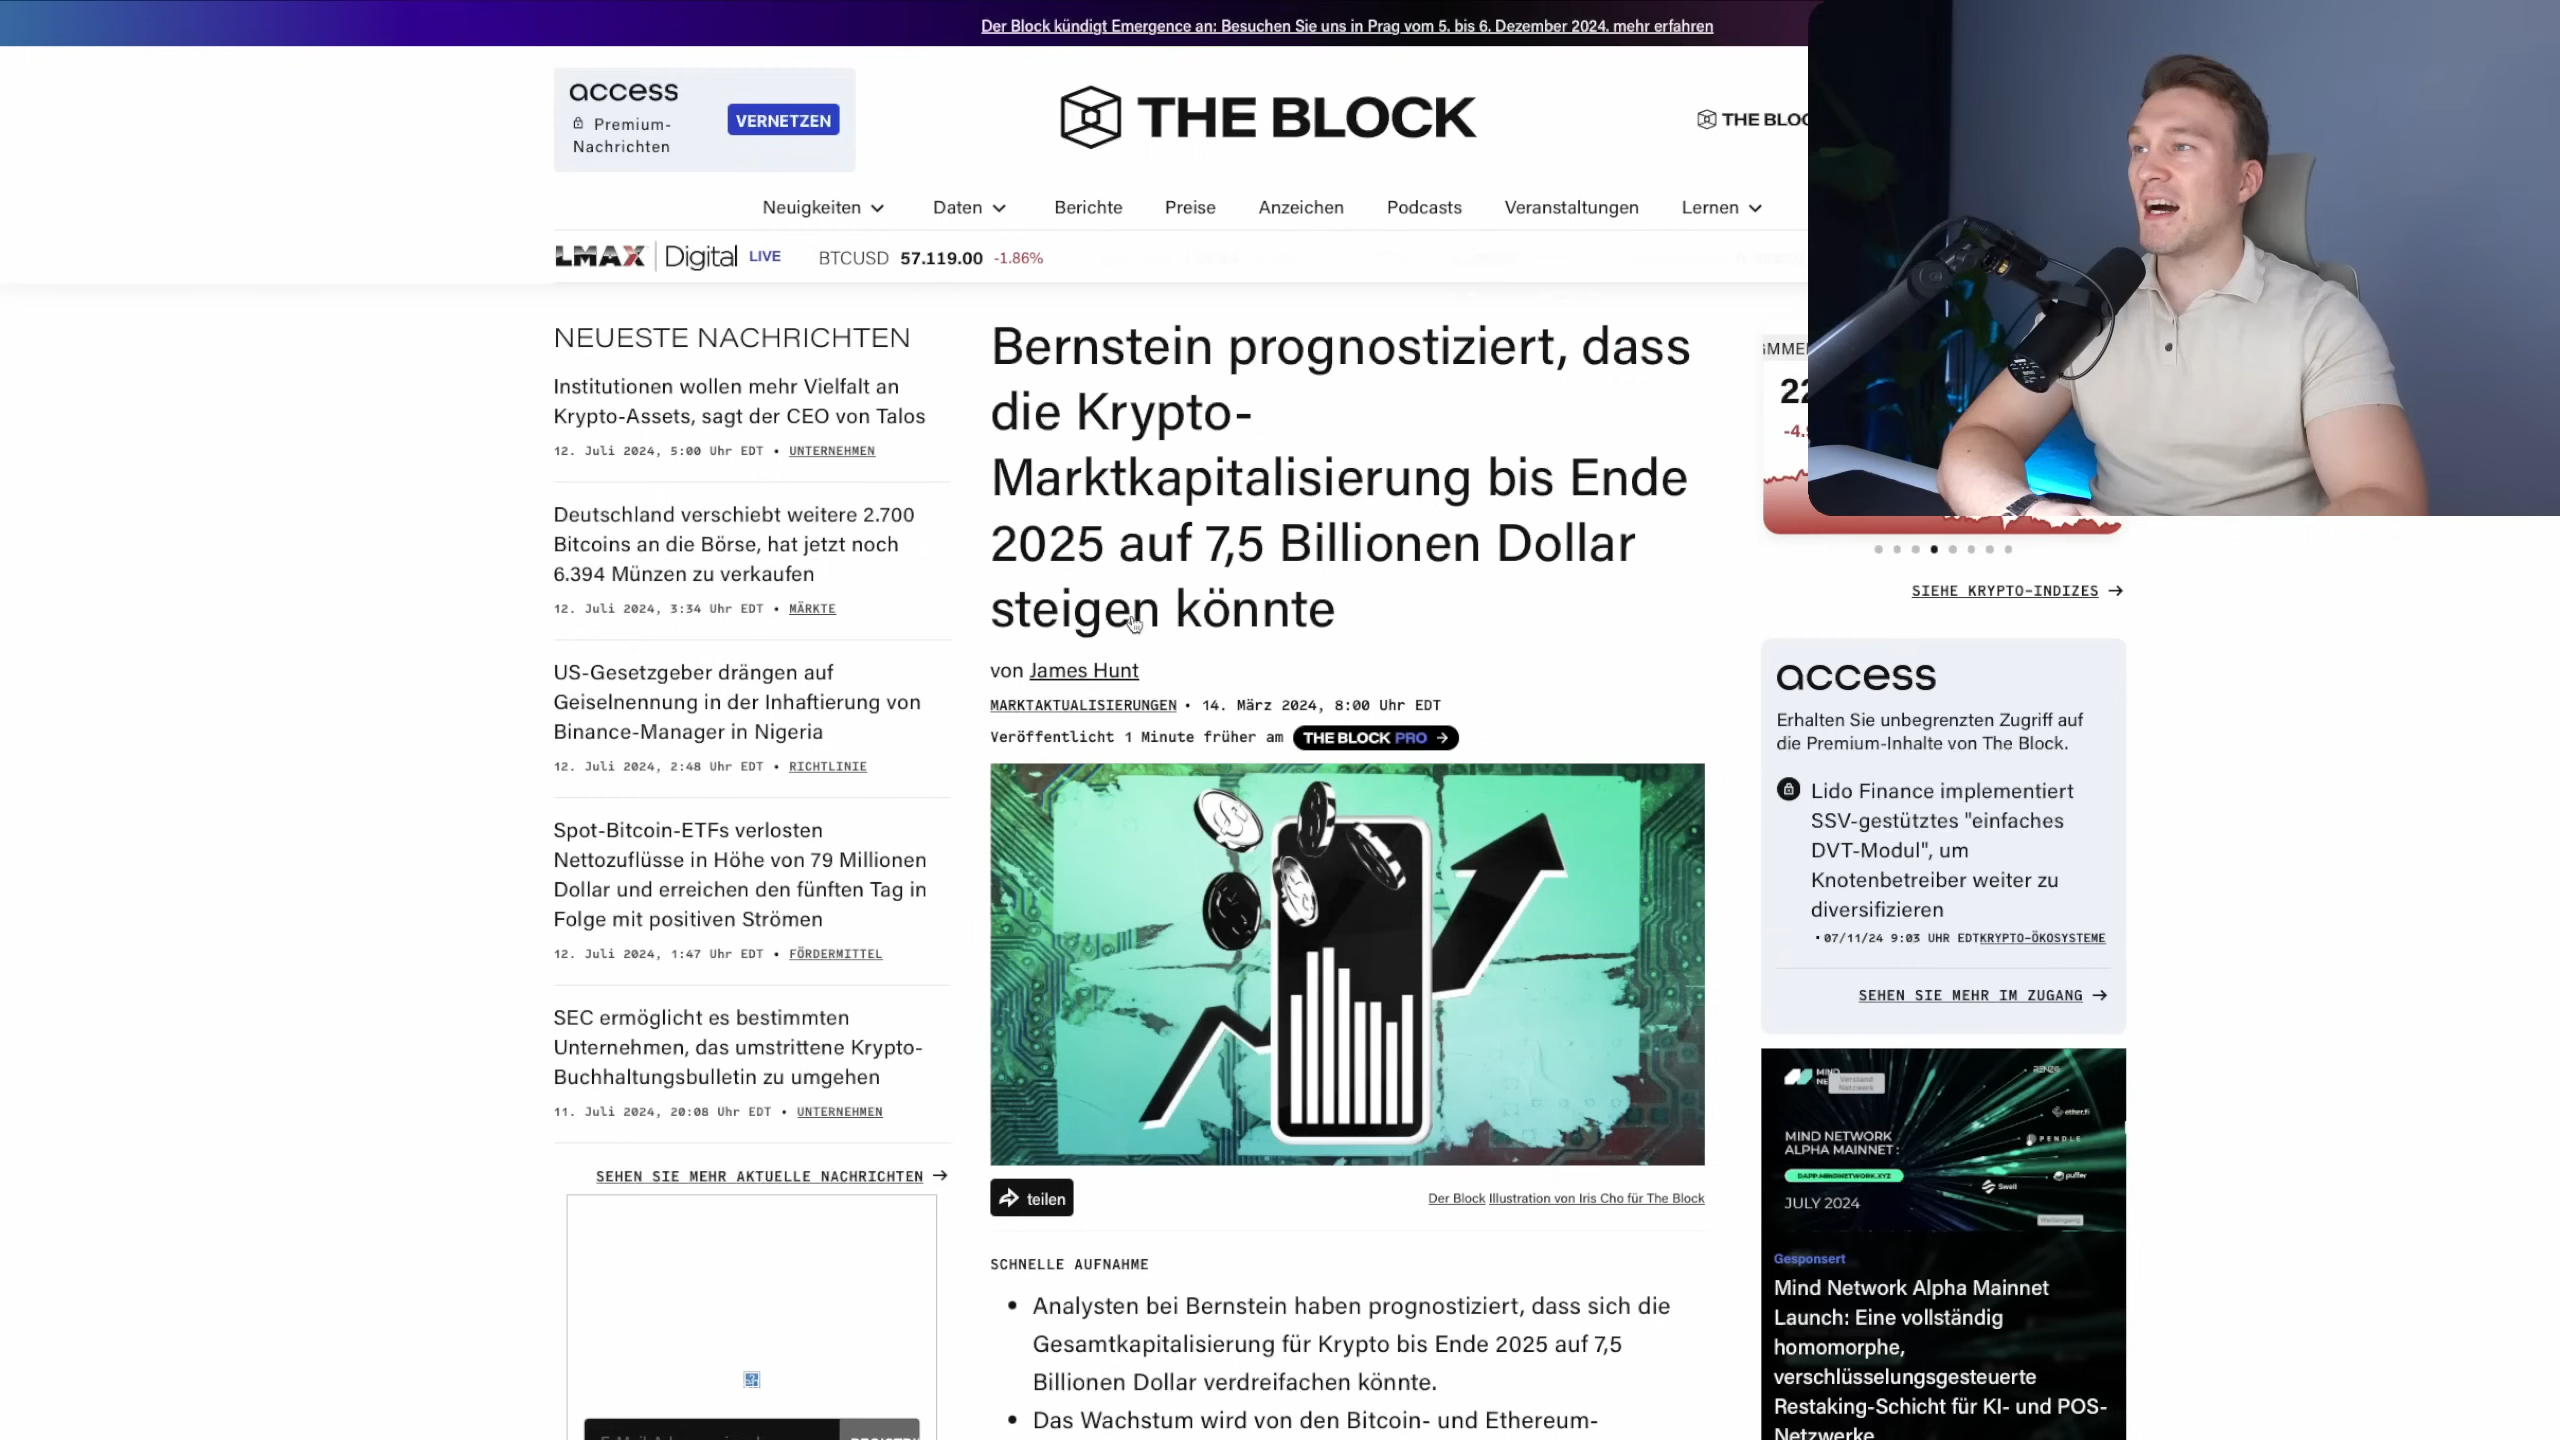 Der Block kündigt Emergence an: Besuchen Sie uns in Prag vom 5. bis 6. Dezember 2024. mehr erfahren
access
Premium-
Nachrichten
VERNETZEN
THE BLOCK
THE BLOC
Neuigkeiten
Daten
Berichte
Preise
Anzeichen
Podcasts
Veranstaltungen
Lernen
LMAX Digital LIVE
BTCUSD 57.119.00 -1.86%
NEUESTE NACHRICHTEN
Institutionen wollen mehr Vielfalt an
Krypto-Assets, sagt der CEO von Talos
12. Juli 2024, 5:00 Uhr EDT • UNTERNEHMEN
Deutschland verschiebt weitere 2.700
Bitcoins an die Börse, hat jetzt noch
6.394 Münzen zu verkaufen
12. Juli 2024, 3:34 Uhr EDT • MÄRKTE
US-Gesetzgeber drängen auf
Geiselnennung in der Inhaftierung von
Binance-Manager in Nigeria
12. Juli 2024, 2:48 Uhr EDT • RICHTLINIE
Spot-Bitcoin-ETFs verlosten
Nettozuflüsse in Höhe von 79 Millionen
Dollar und erreichen den fünften Tag in
Folge mit positiven Strömen
12. Juli 2024, 1:47 Uhr EDT • FÖRDERMITTEL
SEC ermöglicht es bestimmten
Unternehmen, das umstrittene Krypto-
Buchhaltungsbulletin zu umgehen
11. Juli 2024, 20:08 Uhr EDT • UNTERNEHMEN
SEHEN SIE MEHR AKTUELLE NACHRICHTEN →
Bernstein prognostiziert, dass
die Krypto-
Marktkapitalisierung bis Ende
2025 auf 7,5 Billionen Dollar
steigen könnte
von James Hunt
MARKTAKTUALISIERUNGEN • 14. März 2024, 8:00 Uhr EDT
Veröffentlicht 1 Minute früher am THE BLOCK PRO →
teilen
Der Block Illustration von Iris Cho für The Block
SCHNELLE AUFNAHME
• Analysten bei Bernstein haben prognostiziert, dass sich die
Gesamtkapitalisierung für Krypto bis Ende 2025 auf 7,5
Billionen Dollar verdreifachen könnte.
• Das Wachstum wird von den Bitcoin- und Ethereum-
22
-4.
SIEHE KRYPTO-INDIZES →
access
Erhalten Sie unbegrenzten Zugriff auf
die Premium-Inhalte von The Block.
Lido Finance implementiert
SSV-gestütztes "einfaches
DVT-Modul", um
Knotenbetreiber weiter zu
diversifizieren
• 07/11/24 9:03 UHR EDTKRYPTO-ÖKOSYSTEME
SEHEN SIE MEHR IM ZUGANG →
Verstand
Netzwerk
RENZO
ether.fi
MIND NETWORK
ALPHA MAINNET:
PENDLE
DAPP.MINDNETWORK.XYZ
puffer
Swell
JULY 2024
Gesponsert
Mind Network Alpha Mainnet
Launch: Eine vollständig
homomorphe,
verschlüsselungsgesteuerte
Restaking-Schicht für KI- und POS-
Netzwerke